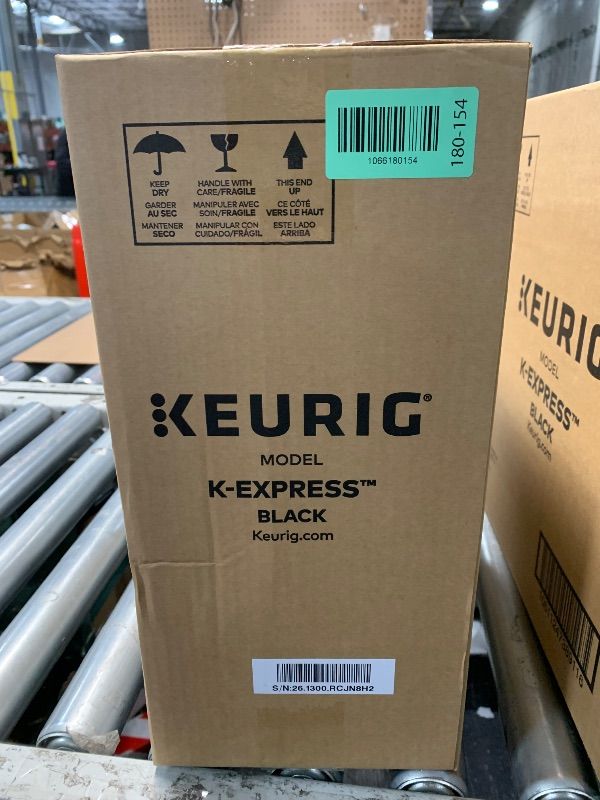 1066180154
180-154
KEEP
DRY
GARDER
AU SEC
MANTENER
SECO
HANDLE WITH
CARE/FRAGILE
MANIPULER AVEC
SOIN/FRAGILE
MANIPULAR CON
CUIDADO/FRÁGIL
THIS END
UP
CE CÔTÉ
VERS LE HAUT
ESTE LADO
ARRIBA
KEURIG®
MODEL
K-EXPRESS™
BLACK
Keurig.com
S/N:26.1300.RCJN8H2
KEURIG
MODEL
K-EXPRESS™
BLACK
Keurig.com